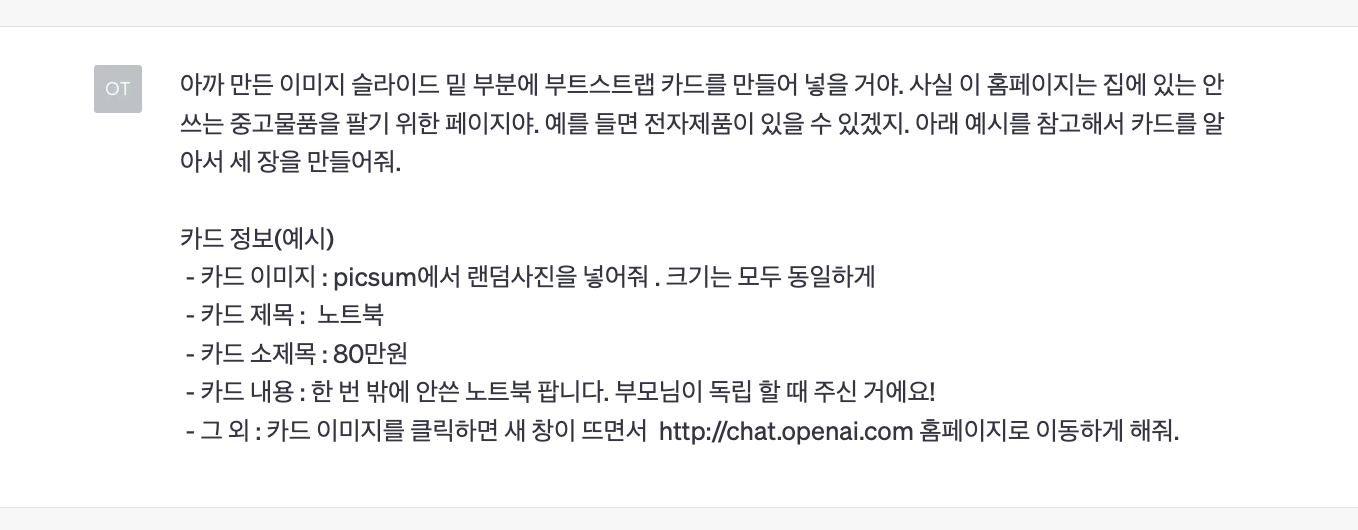 OT
아까 만든 이미지 슬라이드 밑 부분에 부트스트랩 카드를 만들어 넣을 거야. 사실 이 홈페이지는 집에 있는 안
쓰는 중고물품을 팔기 위한 페이지야. 예를 들면 전자제품이 있을 수 있겠지. 아래 예시를 참고해서 카드를 알
아서 세 장을 만들어줘.
카드 정보(예시)
- 카드 이미지 : picsum에서 랜덤사진을 넣어줘 . 크기는 모두 동일하게
- 카드 제목 : 노트북
- 카드 소제목 : 80만원
- 카드 내용 : 한 번 밖에 안쓴 노트북 팝니다. 부모님이 독립 할 때 주신 거에요!
- 그 외 : 카드 이미지를 클릭하면 새 창이 뜨면서 http://chat.openai.com 홈페이지로 이동하게 해줘.